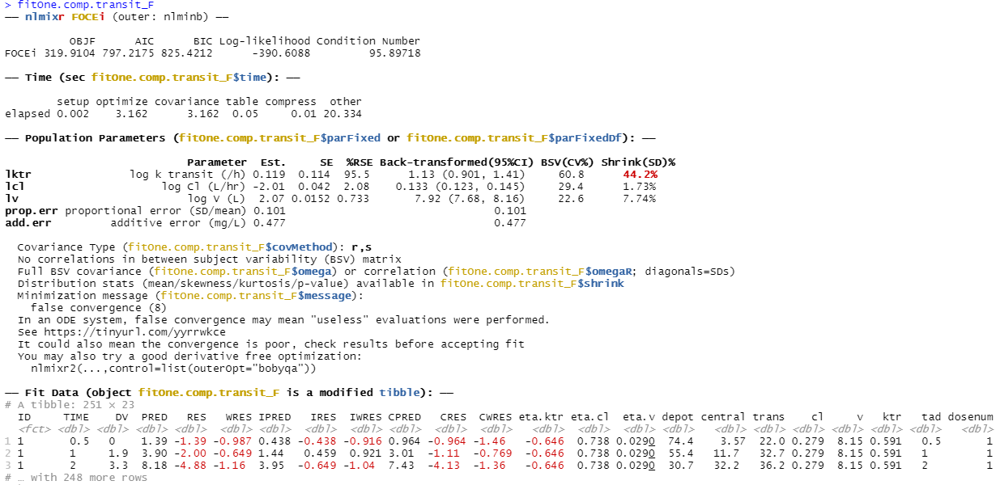 > fitOne.comp.transit_F
── nlmixr FOCEi (outer: nlminb) ──
OBJF AIC BIC Log-likelihood Condition Number
FOCEi 319.9104 797.2175 825.4212 -390.6088 95.89718
── Time (sec fitOne.comp.transit_F$time): ──
setup optimize covariance table compress other
elapsed 0.002 3.162 3.162 0.05 0.01 20.334
── Population Parameters (fitOne.comp.transit_F$parFixed or fitOne.comp.transit_F$parFixedDf): ──
Parameter Est. SE %RSE Back-transformed(95%CI) BSV(CV%) Shrink(SD)%
lktr log k transit (/h) 0.119 0.114 95.5 1.13 (0.901, 1.41) 60.8 44.2%
lcl log Cl (L/hr) -2.01 0.042 2.08 0.133 (0.123, 0.145) 29.4 1.73%
lv log V (L) 2.07 0.0152 0.733 7.92 (7.68, 8.16) 22.6 7.74%
prop.err proportional error (SD/mean) 0.101 0.101
add.err additive error (mg/L) 0.477 0.477
Covariance Type (fitOne.comp.transit_F$covMethod): r,s
No correlations in between subject variability (BSV) matrix
Full BSV covariance (fitOne.comp.transit_F$omega) or correlation (fitOne.comp.transit_F$omegaR; diagonals=SDs)
Distribution stats (mean/skewness/kurtosis/p-value) available in fitOne.comp.transit_F$shrink
Minimization message (fitOne.comp.transit_F$message):
false convergence (8)
In an ODE system, false convergence may mean "useless" evaluations were performed.
See https://tinyurl.com/yyrrwkce
It could also mean the convergence is poor, check results before accepting fit
You may also try a good derivative free optimization:
nlmixr2(...,control=list(outerOpt="bobyqa"))
── Fit Data (object fitOne.comp.transit_F is a modified tibble): ──
# A tibble: 251 × 23
ID TIME DV PRED RES WRES IPRED IRES IWRES CPRED CRES CWRES eta.ktr eta.cl eta.v depot central trans cl v ktr tad dosenum
<fct> <dbl> <dbl> <dbl> <dbl> <dbl> <dbl> <dbl> <dbl> <dbl> <dbl> <dbl> <dbl> <dbl> <dbl> <dbl> <dbl> <dbl> <dbl> <dbl> <dbl> <dbl> <dbl>
1 1 0.5 0 1.39 -1.39 -0.987 0.438 -0.438 -0.916 0.964 -0.964 -1.46 -0.646 0.738 0.0290 74.4 3.57 22.0 0.279 8.15 0.591 0.5 1
2 1 1 1.9 3.90 -2.00 -0.649 1.44 0.459 0.921 3.01 -1.11 -0.769 -0.646 0.738 0.0290 55.4 11.7 32.7 0.279 8.15 0.591 1 1
3 1 2 3.3 8.18 -4.88 -1.16 3.95 -0.649 -1.04 7.43 -4.13 -1.36 -0.646 0.738 0.0290 30.7 32.2 36.2 0.279 8.15 0.591 2 1
# … with 248 more rows